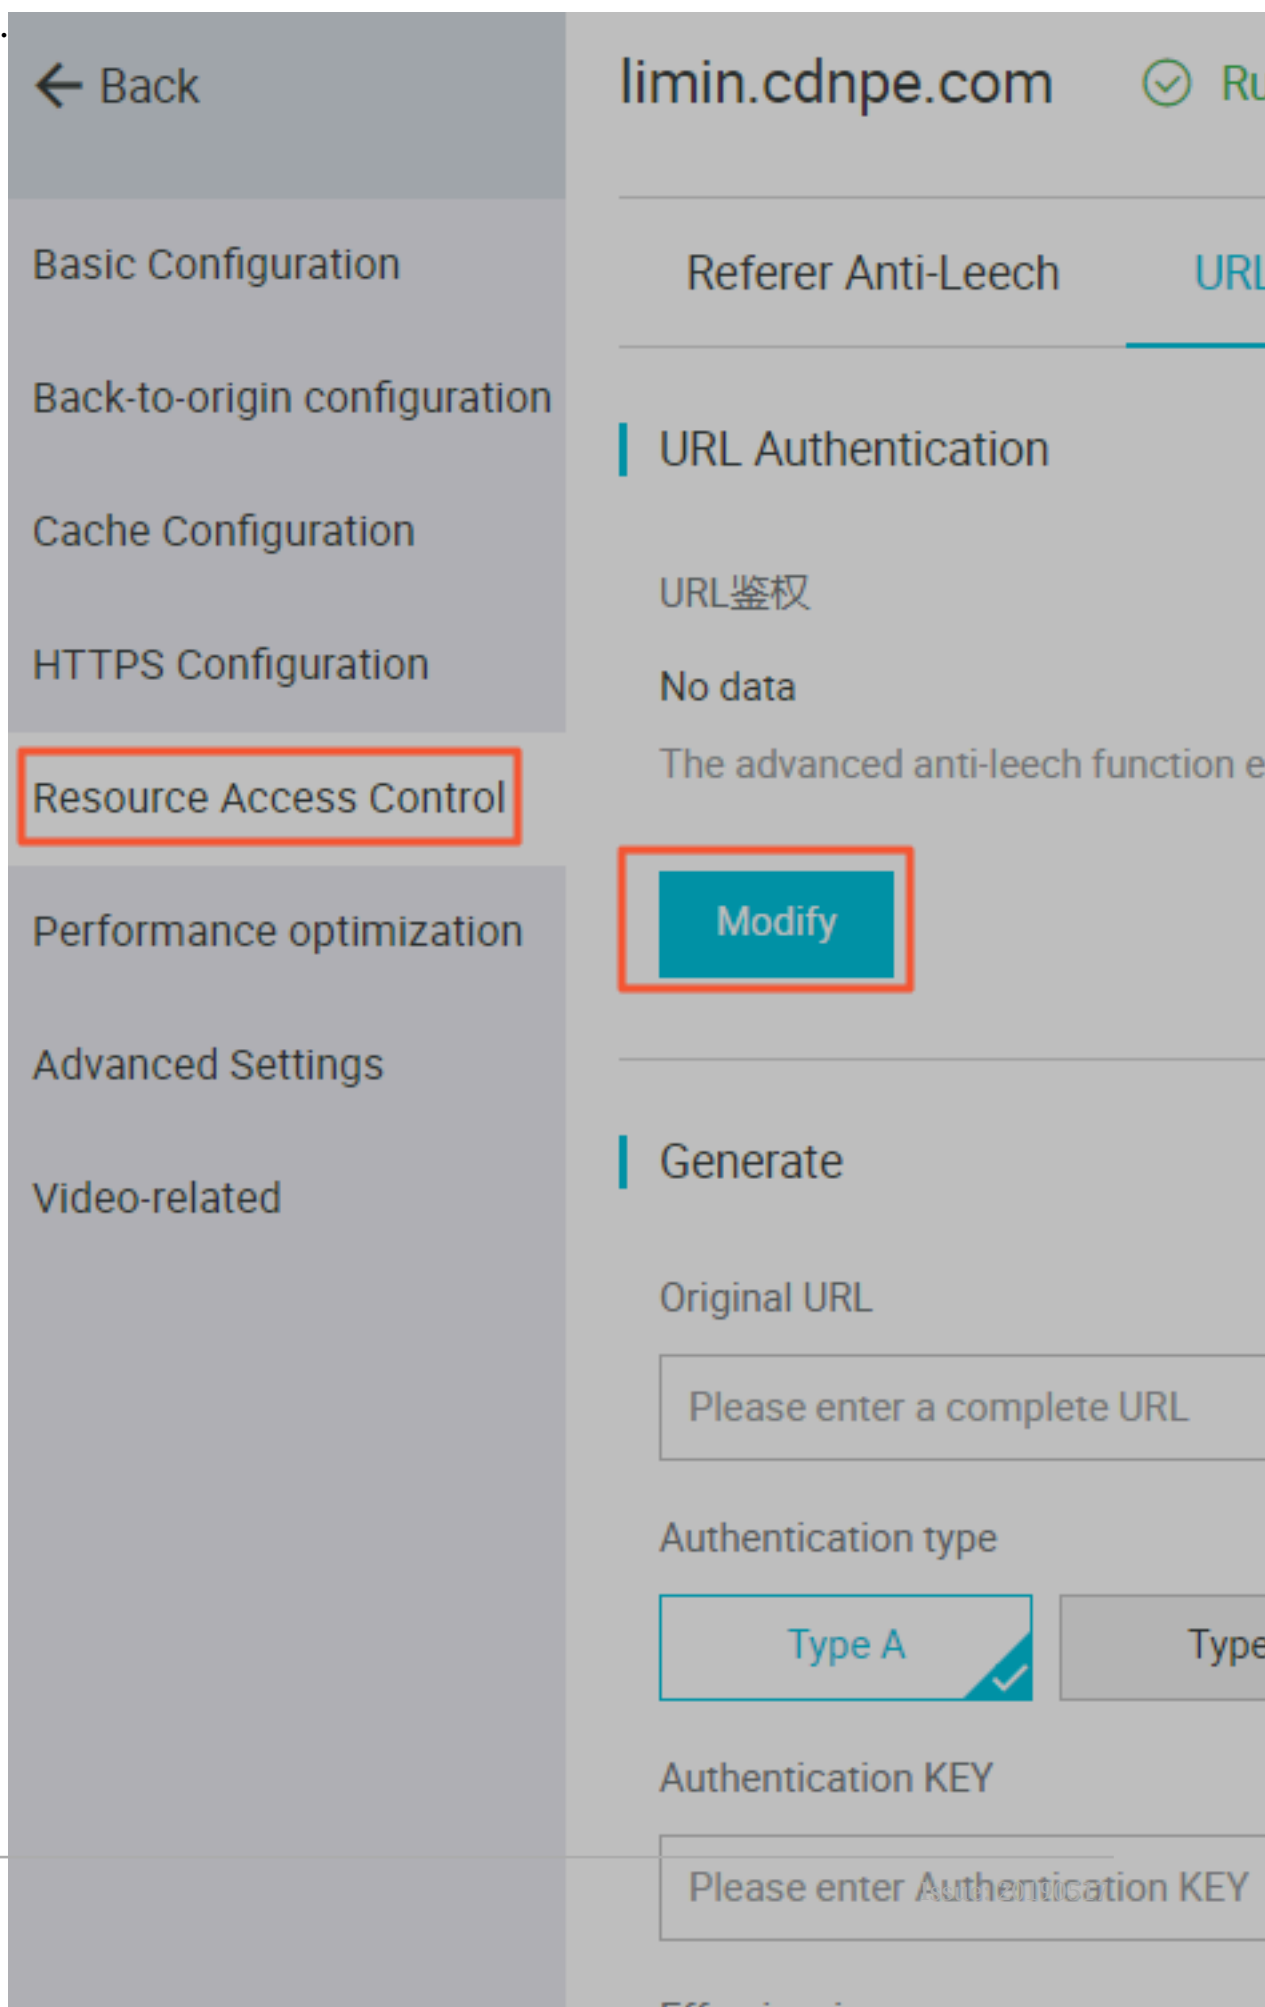 .
← Back
limin.cdnpe.com
Basic Configuration
Referer Anti-Leech URL
Back-to-origin configuration
URL Authentication
Cache Configuration
URL鉴权
HTTPS Configuration
No data
The advanced anti-leech function
Resource Access Control
Modify
Performance optimization
Advanced Settings
Generate
Video-related
Original URL
Please enter a complete URL
Authentication type
Type A Type
Authentication KEY
Please enter Authentication KEY